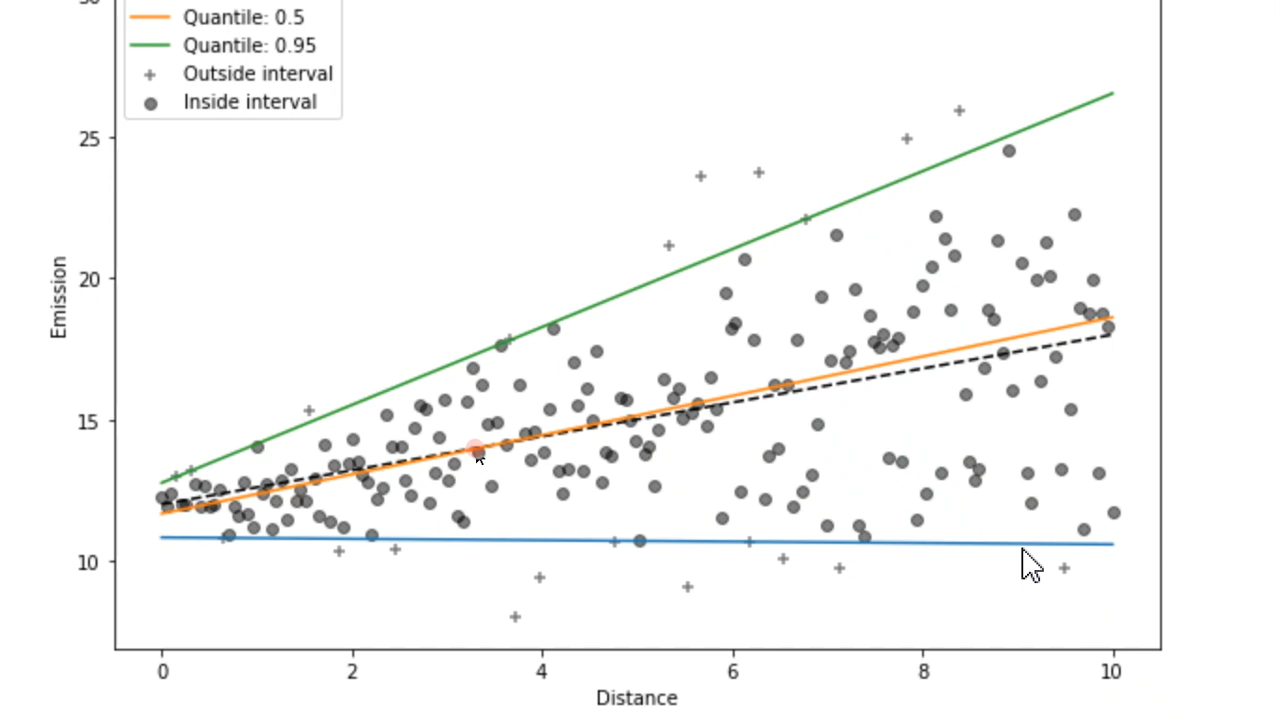 30
Quantile: 0.5
Quantile: 0.95
Outside interval
Inside interval
25
20
15
10
Emission
0 2 4 6 8 10
Distance